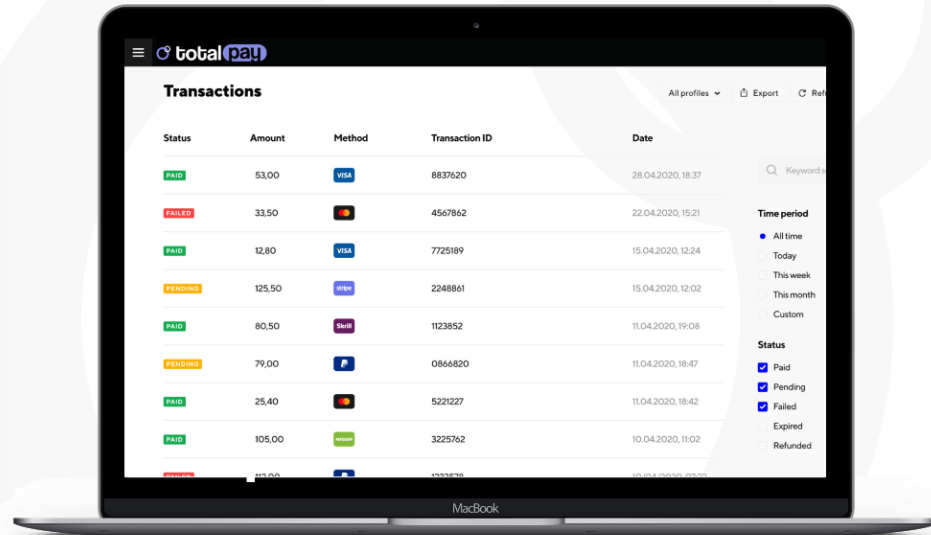 total pay
Transactions
All profiles
Export
Status Amount Method Transaction ID Date
PAID 53,00 VISA 8837620 28.04.2020, 18:37
Keyword
FAILED 33,50 4567862 22.04.2020, 15:21
Time period
All time
PAID 12,80 VISA 7725189 15.04.2020, 12:24
Today
This week
PENDING 125,50 stripe 2248861 15.04.2020, 12:02
This month
Custom
PAID 80,50 Skrill 1123852 11.04.2020, 19:08
Status
PENDING 79,00 0866820 11.04.2020, 18:47
Paid
Pending
PAID 25,40 5221227 11.04.2020, 18:42
Failed
Expired
PAID 105,00 3225762 10.04.2020, 11:02
Refunded
MacBook